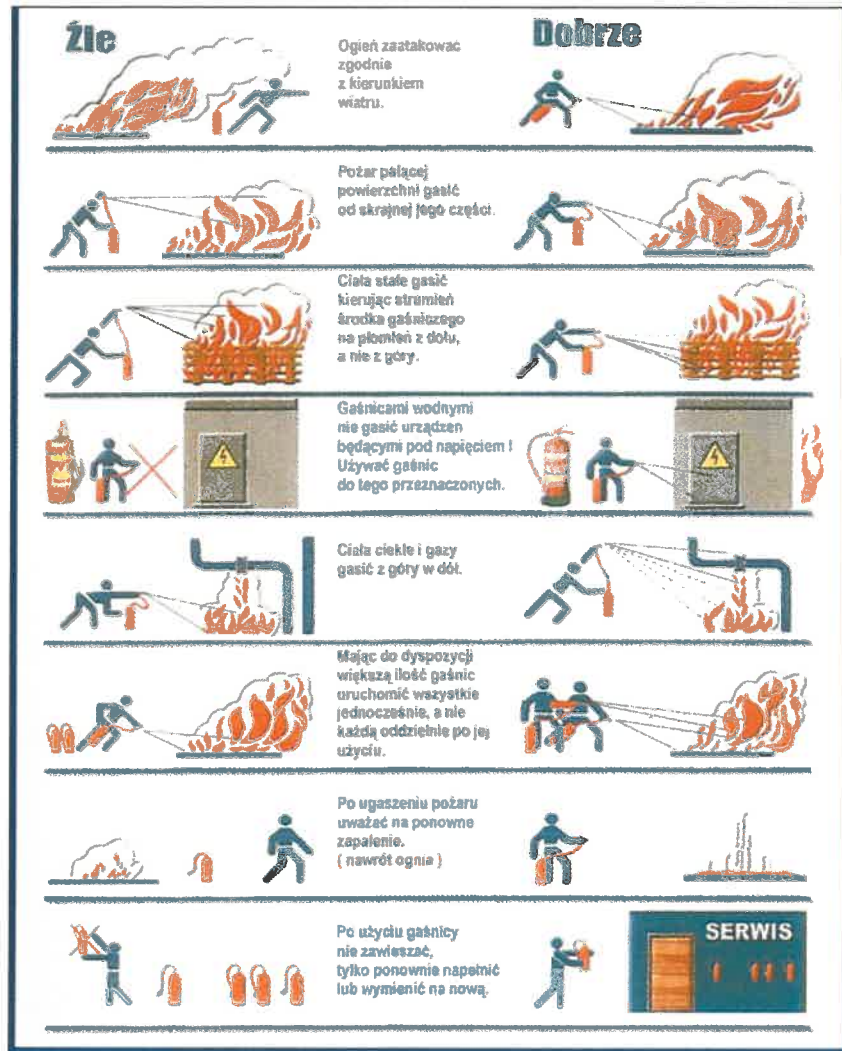 Źle
Dobrze
Ogień zaatakować
zgodnie
z kierunkiem
wiatru.
Pożar palącej
powierzchni gasić
od skrajnej jego części.
Ciała stałe gasić
kierując strumień
środka gaśniczego
na płomień z dołu,
a nie z góry.
Gaśnicami wodnymi
nie gasić urządzeń
będącymi pod napięciem !
Używać gaśnic
do tego przeznaczonych.
Ciała ciekłe i gazy
gasić z góry w dół.
Mając do dyspozycji
większą ilość gaśnic
uruchomić wszystkie
jednocześnie, a nie
każdą oddzielnie po jej
użyciu.
Po ugaszeniu pożaru
uważać na ponowne
zapalenie.
( nawrót ognia )
Po użyciu gaśnicy
nie zawieszać,
tylko ponownie napełnić
lub wymienić na nową.
SERWIS